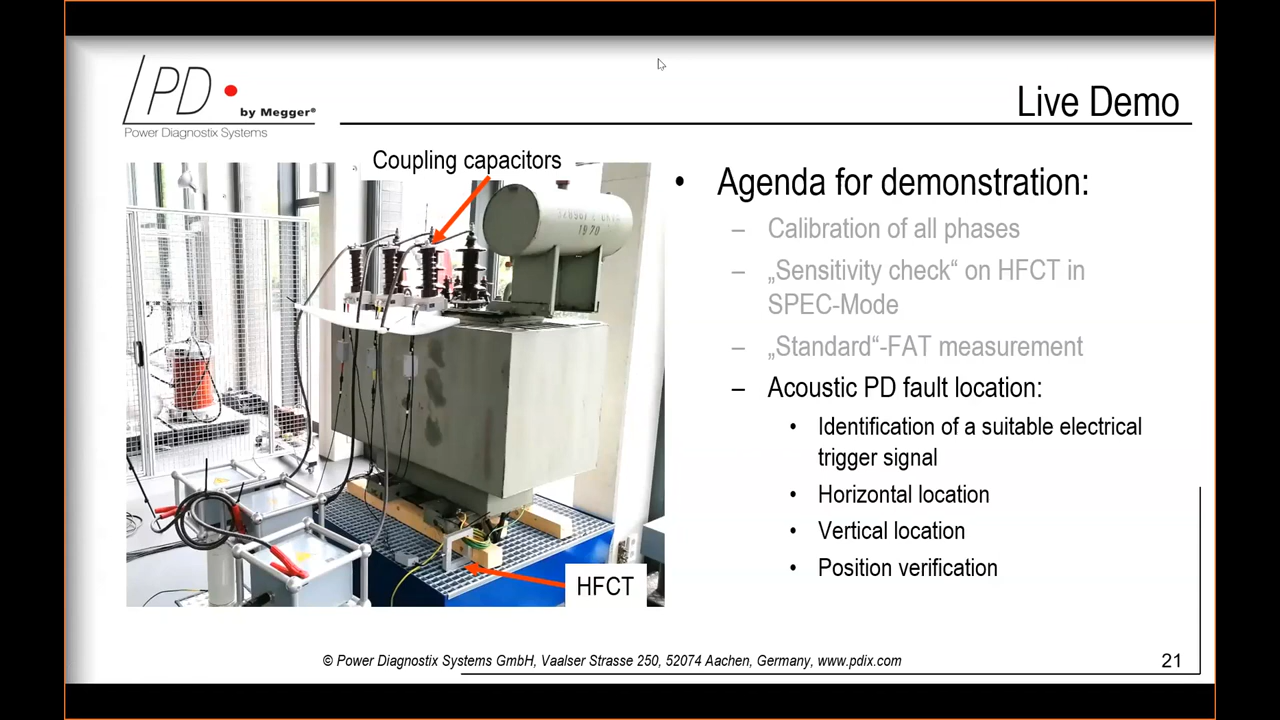 PD
by Megger®
Power Diagnostix Systems
Live Demo
Coupling capacitors
1970
HFCT
• Agenda for demonstration:
– Calibration of all phases
– „Sensitivity check“ on HFCT in
SPEC-Mode
– „Standard“-FAT measurement
– Acoustic PD fault location:
• Identification of a suitable electrical
trigger signal
• Horizontal location
• Vertical location
• Position verification
© Power Diagnostix Systems GmbH, Vaalser Strasse 250, 52074 Aachen, Germany, www.pdix.com
21